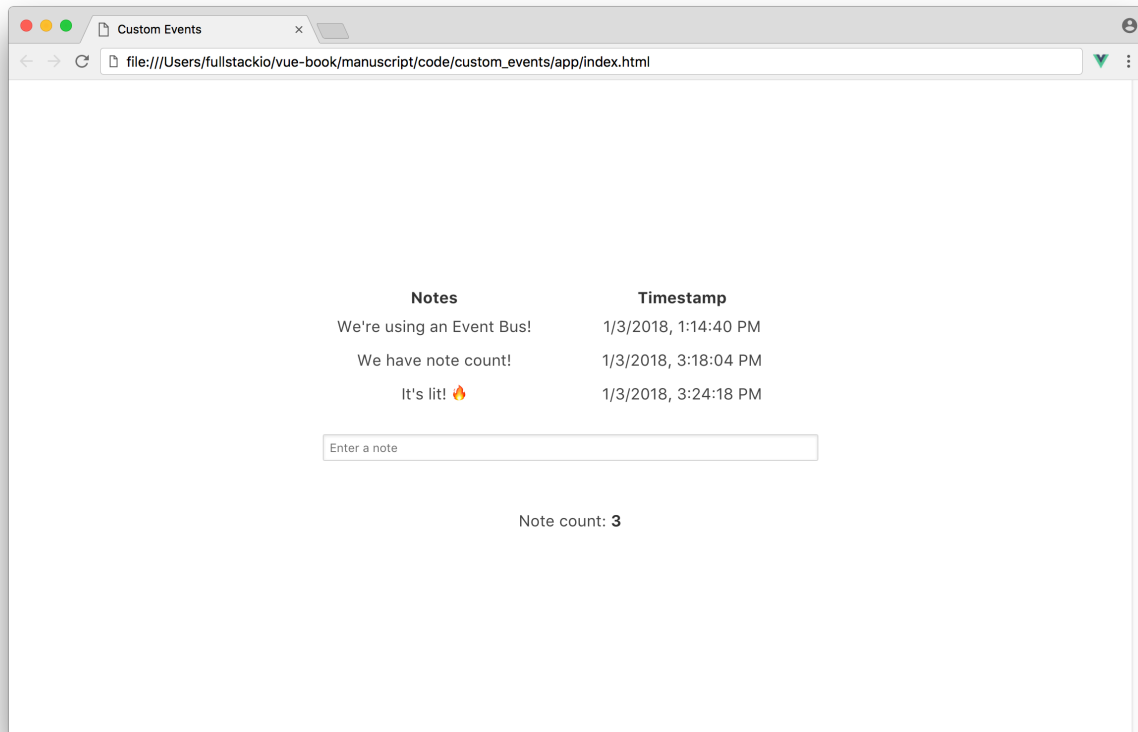 Custom Events
file:///Users/fullstackio/vue-book/manuscript/code/custom_events/app/index.html
Notes Timestamp
We're using an Event Bus! 1/3/2018, 1:14:40 PM
We have note count! 1/3/2018, 3:18:04 PM
It's lit! 🔥 1/3/2018, 3:24:18 PM
Enter a note
Note count: 3